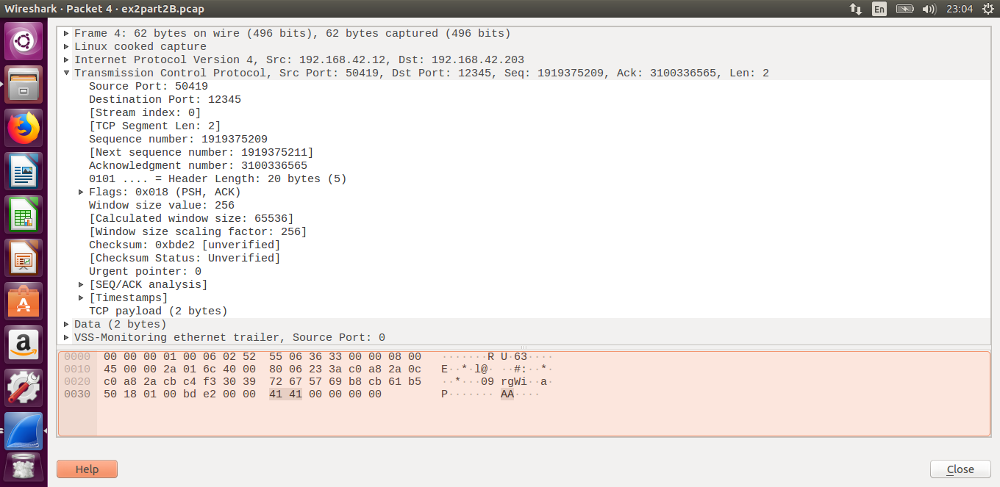 Wireshark · Packet 4 · ex2part2B.pcap
En
23:04
Frame 4: 62 bytes on wire (496 bits), 62 bytes captured (496 bits)
Linux cooked capture
Internet Protocol Version 4, Src: 192.168.42.12, Dst: 192.168.42.203
Transmission Control Protocol, Src Port: 50419, Dst Port: 12345, Seq: 1919375209, Ack: 3100336565, Len: 2
Source Port: 50419
Destination Port: 12345
[Stream index: 0]
[TCP Segment Len: 2]
Sequence number: 1919375209
[Next sequence number: 1919375211]
Acknowledgment number: 3100336565
0101 .... = Header Length: 20 bytes (5)
Flags: 0x018 (PSH, ACK)
Window size value: 256
[Calculated window size: 65536]
[Window size scaling factor: 256]
Checksum: 0xbde2 [unverified]
[Checksum Status: Unverified]
Urgent pointer: 0
[SEQ/ACK analysis]
[Timestamps]
TCP payload (2 bytes)
Data (2 bytes)
VSS-Monitoring ethernet trailer, Source Port: 0
0000 00 00 00 01 00 06 02 52 55 06 36 33 00 00 08 00 ·······R U·63····
0010 45 00 00 2a 01 6c 40 00 80 06 23 3a c0 a8 2a 0c E··*·l@· ··#:··*·
0020 c0 a8 2a cb c4 f3 30 39 72 67 57 69 b8 cb 61 b5 ··*···09 rgWi··a·
0030 50 18 01 00 bd e2 00 00 41 41 00 00 00 00 P······· AA····
Help
Close